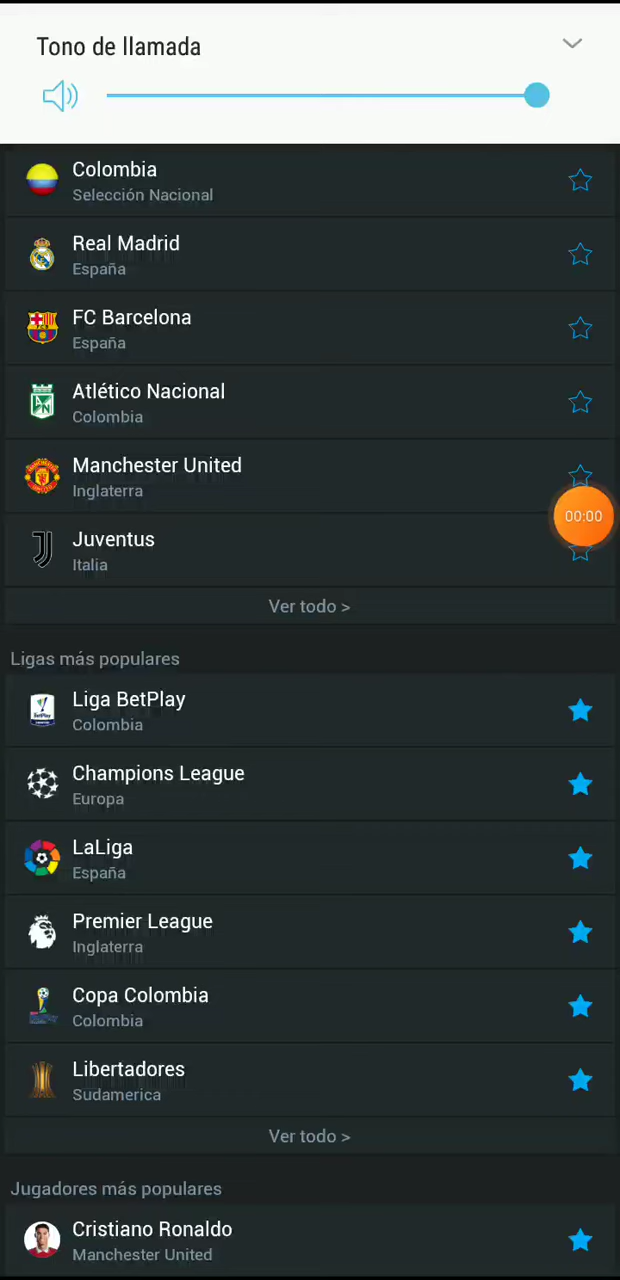 Tono de llamada
Colombia
Selección Nacional
Real Madrid
España
FC Barcelona
España
Atlético Nacional
Colombia
Manchester United
Inglaterra
00:00
Juventus
Italia
Ver todo >
Ligas más populares
Liga BetPlay
Colombia
Champions League
Europa
LaLiga
España
Premier League
Inglaterra
Copa Colombia
Colombia
Libertadores
Sudamerica
Ver todo >
Jugadores más populares
Cristiano Ronaldo
Manchester United